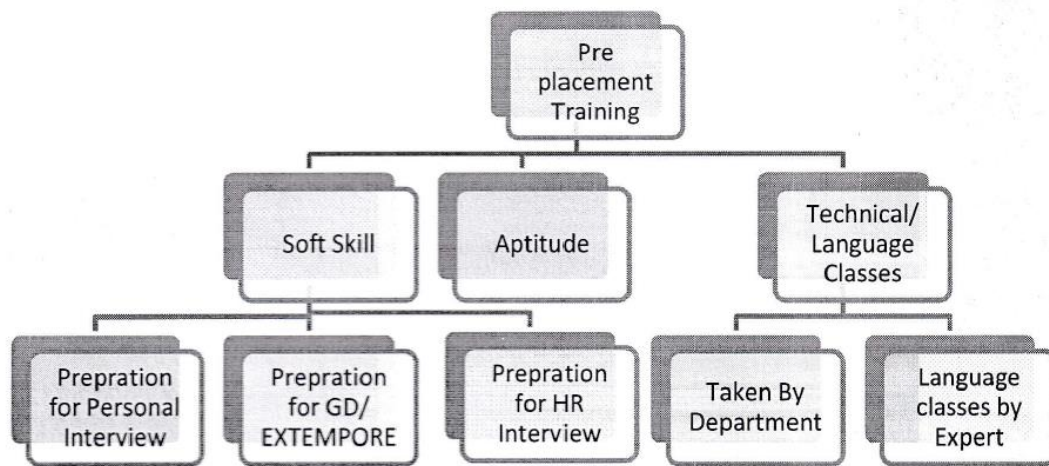 Pre
placement
Training
Soft Skill
Aptitude
Technical/
Language
Classes
Prepration
for Personal
Interview
Prepration
for GD/
EXTEMPORE
Prepration
for HR
Interview
Taken By
Department
Language
classes by
Expert